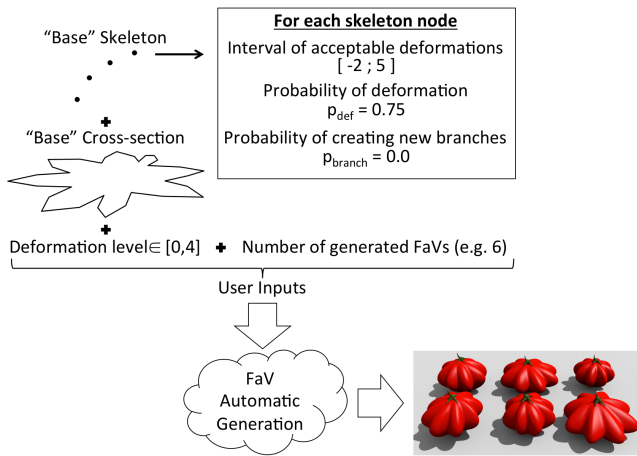 "Base" Skeleton
For each skeleton node
Interval of acceptable deformations
[ -2 ; 5 ]
Probability of deformation
p_def = 0.75
Probability of creating new branches
p_branch = 0.0
"Base" Cross-section
Deformation level∈ [0,4] + Number of generated FaVs (e.g. 6)
User Inputs
FaV
Automatic
Generation